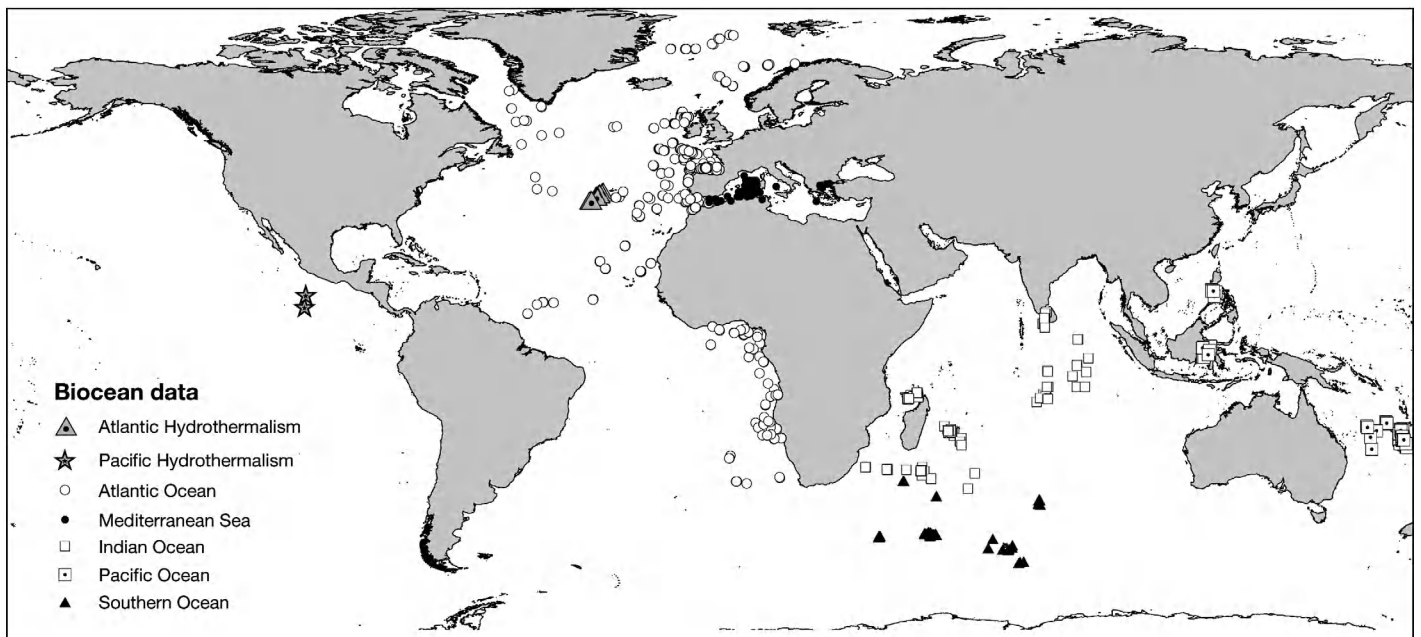 Biocean data
Atlantic Hydrothermalism
Pacific Hydrothermalism
Atlantic Ocean
Mediterranean Sea
Indian Ocean
Pacific Ocean
Southern Ocean